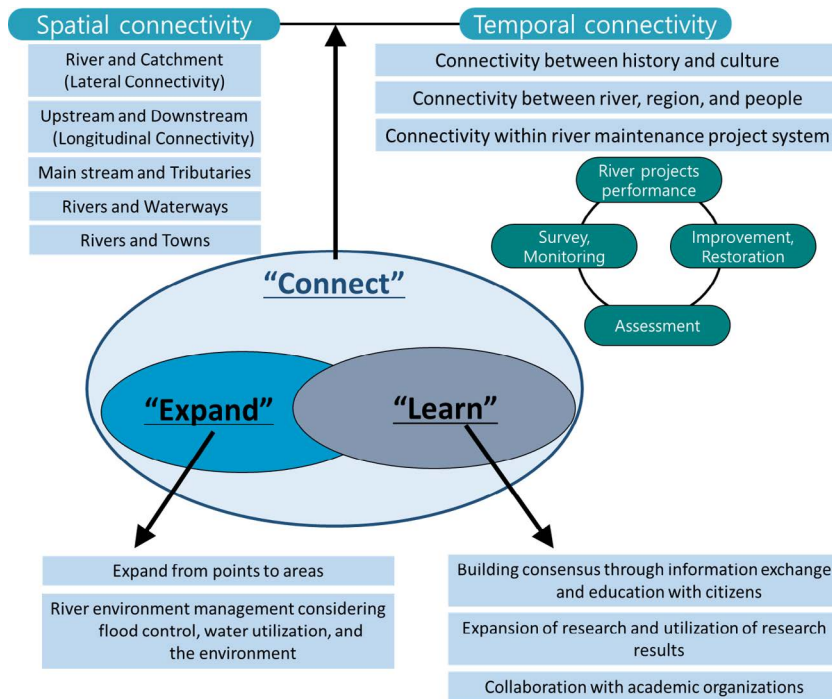 Spatial connectivity
River and Catchment
(Lateral Connectivity)
Upstream and Downstream
(Longitudinal Connectivity)
Main stream and Tributaries
Rivers and Waterways
Rivers and Towns
Temporal connectivity
Connectivity between history and culture
Connectivity between river, region, and people
Connectivity within river maintenance project system
River projects
performance
Survey,
Monitoring
Improvement,
Restoration
Assessment
“Connect”
“Expand”
“Learn”
Expand from points to areas
River environment management considering
flood control, water utilization, and
the environment
Building consensus through information exchange
and education with citizens
Expansion of research and utilization of research
results
Collaboration with academic organizations